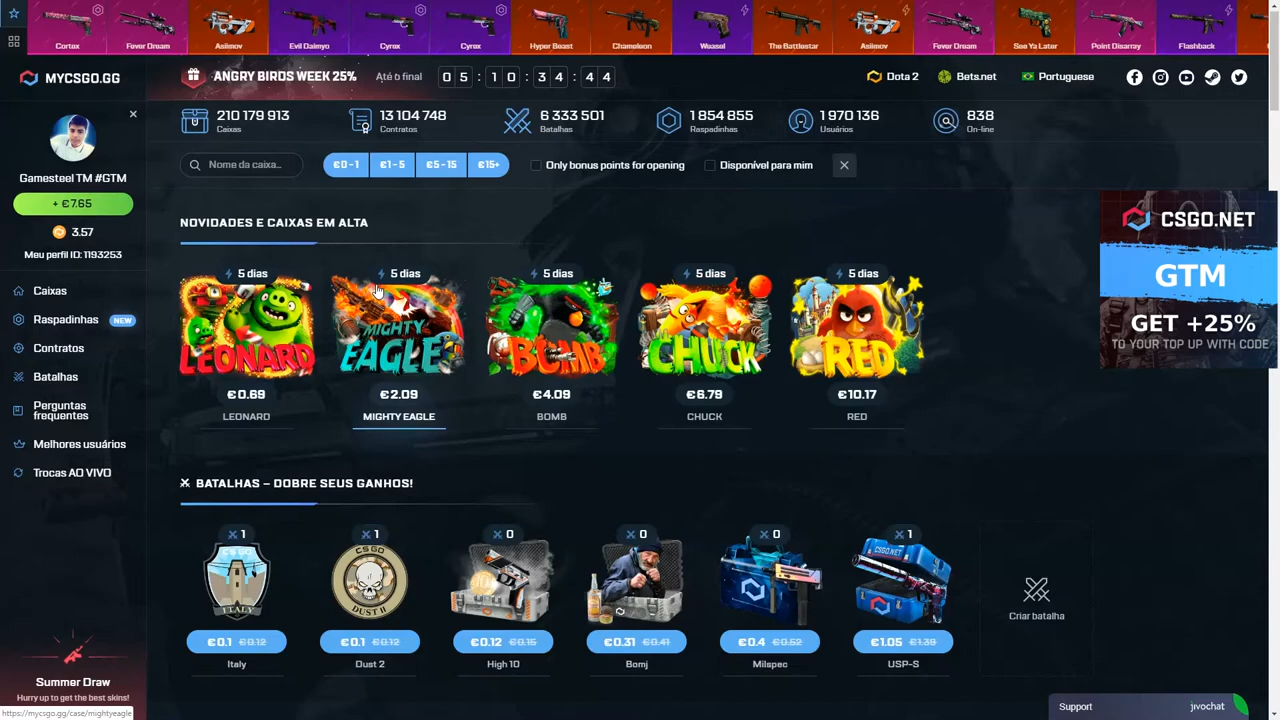 Cortex
Fever Dream
Asiimov
Evil Daimyo
Cyrex
Cyrex
Hyper Beast
Chameleon
Weasel
The Battlestar
Asiimov
Fever Dream
See Ya Later
Point Disarray
Flashback
MYCSGO.GG
ANGRY BIRDS WEEK 25%
Até o final
05:10:34:44
Dota 2
Bets.net
Portuguese
210 179 913
Caixas
13 104 748
Contratos
6 333 501
Batalhas
1 854 855
Raspadinhas
1 970 136
Usuários
838
On-line
Gamesteel TM #GTM
+ €7.65
3.57
Meu perfil ID: 1193253
Nome da caixa...
€0 - 1
€1 - 5
€5 - 15
€15+
Only bonus points for opening
Disponível para mim
Caixas
Raspadinhas NEW
Contratos
Batalhas
Perguntas
frequentes
Melhores usuários
Trocas AO VIVO
Summer Draw
Hurry up to get the best skins!
NOVIDADES E CAIXAS EM ALTA
5 dias
LEONARD
€0.69
LEONARD
5 dias
MIGHTY
EAGLE
€2.09
MIGHTY EAGLE
5 dias
BOMB
€4.09
BOMB
5 dias
CHUCK
€6.79
CHUCK
5 dias
RED
€10.17
RED
CSGO.NET
GTM
GET +25%
TO YOUR TOP UP WITH CODE
BATALHAS – DOBRE SEUS GANHOS!
1
CS GO
ITALY
€0.1 €0.12
Italy
1
CS GO
DUST II
€0.1 €0.12
Dust 2
0
€0.12 €0.15
High 10
0
€0.31 €0.41
Bomj
0
€0.4 €0.52
Milspec
1
CSGO.NET
€1.05 €1.39
USP-S
Criar batalha
https://mycsgo.gg/case/mightyeagle
Support
jivochat